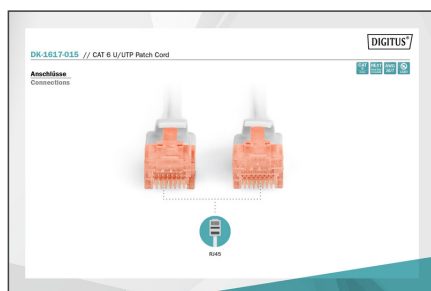 DIGITUS®
DK-1617-015 // CAT 6 U/UTP Patch Cord
Anschlüsse
Connections
RJ45